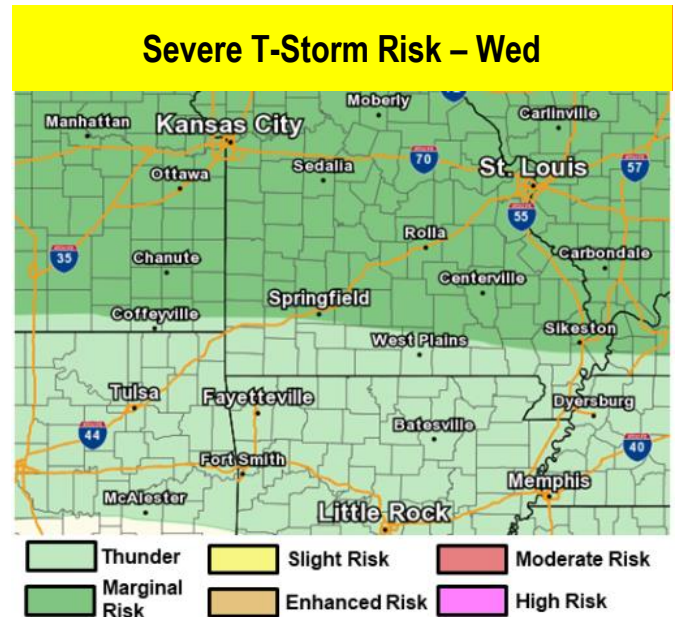 Severe T-Storm Risk – Wed
Moberly
Carlinville
Manhattan
Kansas City
70
57
Ottawa
Sedalia
St. Louis
55
35
Rolla
Chanute
Carbondale
Centerville
Springfield
Coffeyville
West Plains
Sikeston
Tulsa
Fayetteville
Dyersburg
44
Batesville
40
Fort Smith
Memphis
McAlester
Little Rock
Thunder
Slight Risk
Moderate Risk
Marginal
Risk
Enhanced Risk
High Risk